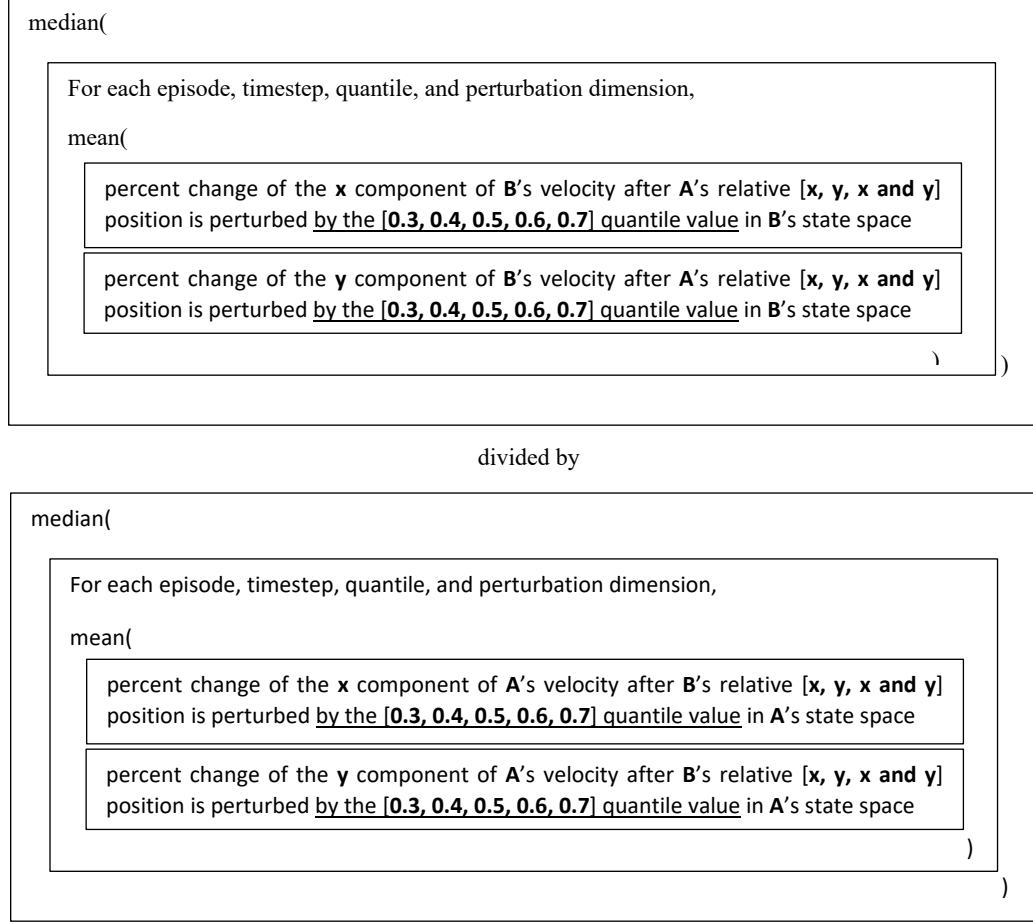 median(
For each episode, timestep, quantile, and perturbation dimension,
mean(
percent change of the x component of B’s velocity after A’s relative [x, y, x and y]
position is perturbed by the [0.3, 0.4, 0.5, 0.6, 0.7] quantile value in B’s state space
percent change of the y component of B’s velocity after A’s relative [x, y, x and y]
position is perturbed by the [0.3, 0.4, 0.5, 0.6, 0.7] quantile value in B’s state space
)
)
divided by
median(
For each episode, timestep, quantile, and perturbation dimension,
mean(
percent change of the x component of A’s velocity after B’s relative [x, y, x and y]
position is perturbed by the [0.3, 0.4, 0.5, 0.6, 0.7] quantile value in A’s state space
percent change of the y component of A’s velocity after B’s relative [x, y, x and y]
position is perturbed by the [0.3, 0.4, 0.5, 0.6, 0.7] quantile value in A’s state space
)
)